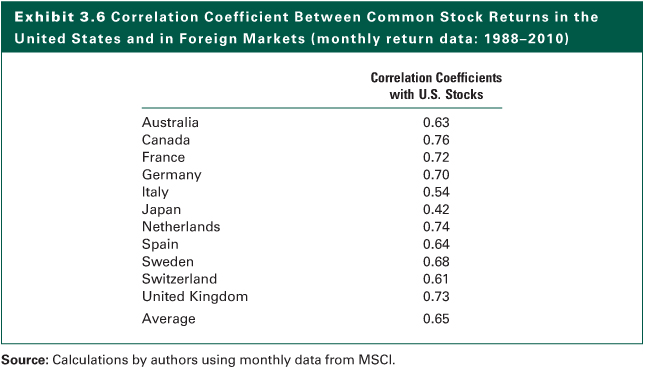 Exhibit 3.6 Correlation Coefficient Between Common Stock Returns in the
United States and in Foreign Markets (monthly return data: 1988–2010)
Correlation Coefficients
with U.S. Stocks
Australia 0.63
Canada 0.76
France 0.72
Germany 0.70
Italy 0.54
Japan 0.42
Netherlands 0.74
Spain 0.64
Sweden 0.68
Switzerland 0.61
United Kingdom 0.73
Average 0.65
Source: Calculations by authors using monthly data from MSCI.